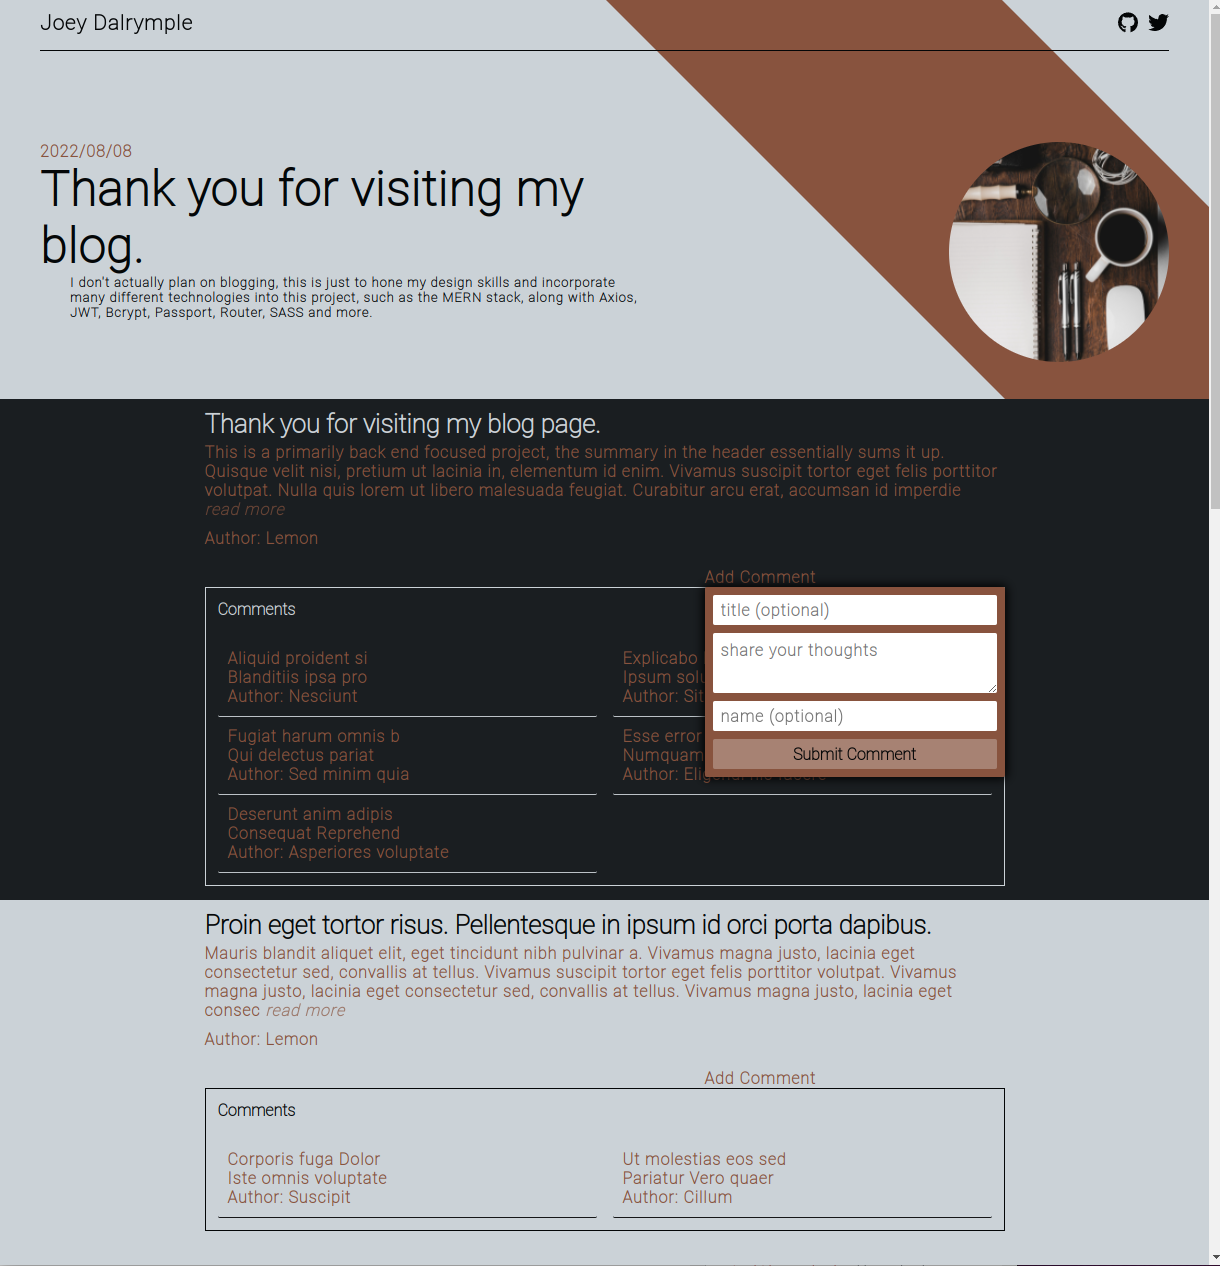 Joey Dalrymple
2022/08/08
Thank you for visiting my
blog.
I don't actually plan on blogging, this is just to hone my design skills and incorporate
many different technologies into this project, such as the MERN stack, along with Axios,
JWT, Bcrypt, Passport, Router, SASS and more.
Thank you for visiting my blog page.
This is a primarily back end focused project, the summary in the header essentially sums it up.
Quisque velit nisi, pretium ut lacinia in, elementum id enim. Vivamus suscipit tortor eget felis porttitor
volutpat. Nulla quis lorem ut libero malesuada feugiat. Curabitur arcu erat, accumsan id imperdie
read more
Author: Lemon
Add Comment
title (optional)
share your thoughts
name (optional)
Submit Comment
Comments
Aliquid proident si
Blanditiis ipsa pro
Author: Nesciunt
Explicabo
Ipsum solu
Author: Sit
Fugiat harum omnis b
Qui delectus pariat
Author: Sed minim quia
Esse error
Numquam
Author:
Deserunt anim adipis
Consequat Reprehend
Author: Asperiores voluptate
Proin eget tortor risus. Pellentesque in ipsum id orci porta dapibus.
Mauris blandit aliquet elit, eget tincidunt nibh pulvinar a. Vivamus magna justo, lacinia eget
consectetur sed, convallis at tellus. Vivamus suscipit tortor eget felis porttitor volutpat. Vivamus
magna justo, lacinia eget consectetur sed, convallis at tellus. Vivamus magna justo, lacinia eget
consec read more
Author: Lemon
Add Comment
Comments
Corporis fuga Dolor
Iste omnis voluptate
Author: Suscipit
Ut molestias eos sed
Pariatur Vero quaer
Author: Cillum